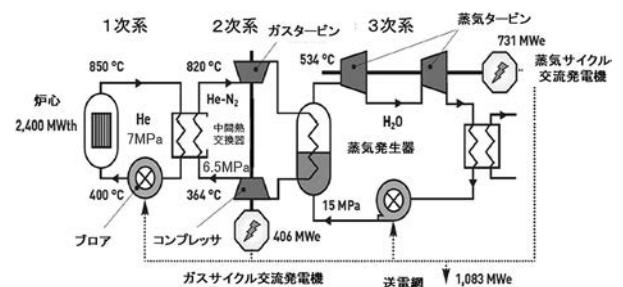 1次系
2次系
3次系
ガスタービン
蒸気タービン
731 MWe
850 °C
820 °C
534 °C
蒸気サイクル
交流発電機
炉心
2,400 MWth
He
7MPa
He-N₂
中間熱
交換器
H₂O
蒸気発生器
6.5MPa
400 °C
364 °C
15 MPa
ブロア
コンプレッサ
406 MWe
ガスサイクル交流発電機
送電網
1,083 MWe